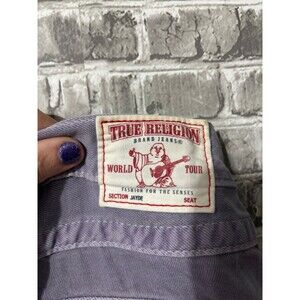 TRUE RELIGION
BRAND JEANS®
WORLD TOUR
FASHION FOR THE SENSES
SECTION JAYDE SEAT